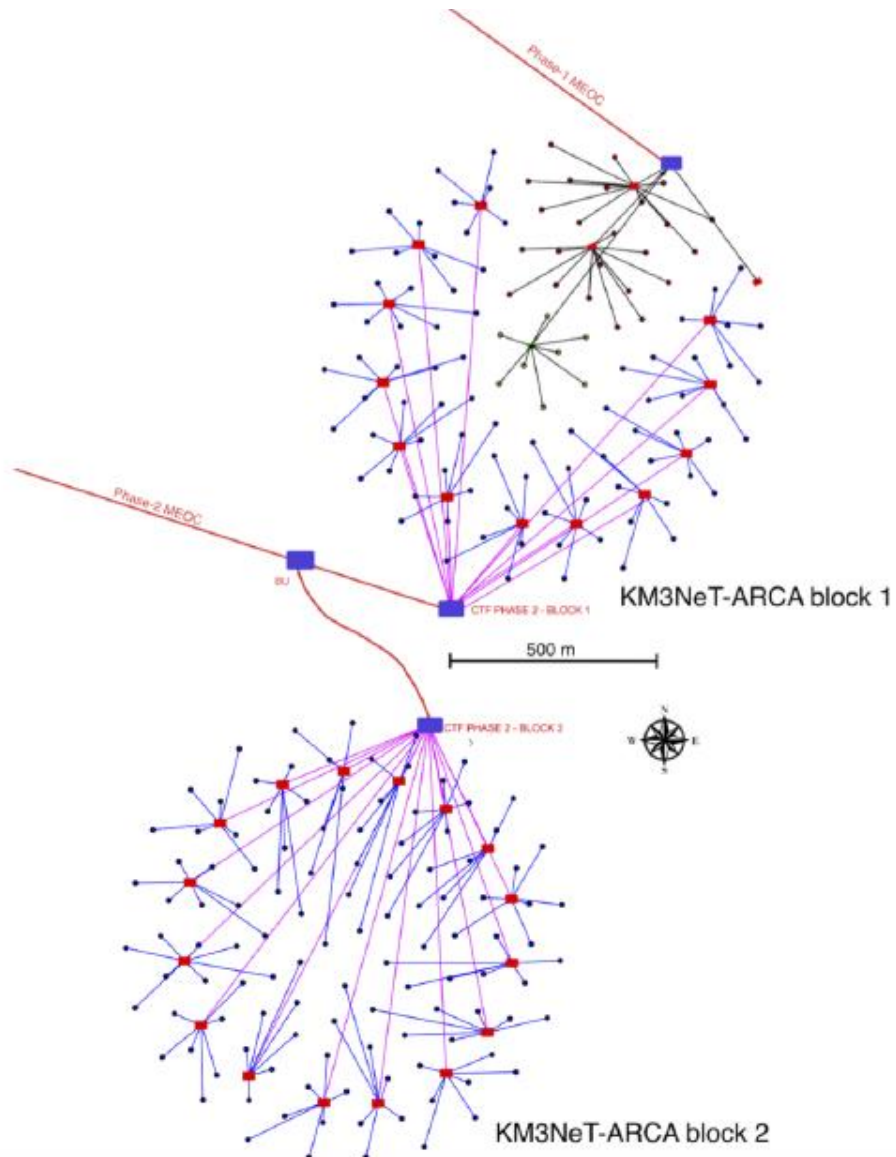 Phase-1 MEOC
Phase-2 MEOC
BU
CTF PHASE 2 - BLOCK 1
KM3NeT-ARCA block 1
500 m
CTF PHASE 2 - BLOCK 2
N
W E
S
KM3NeT-ARCA block 2